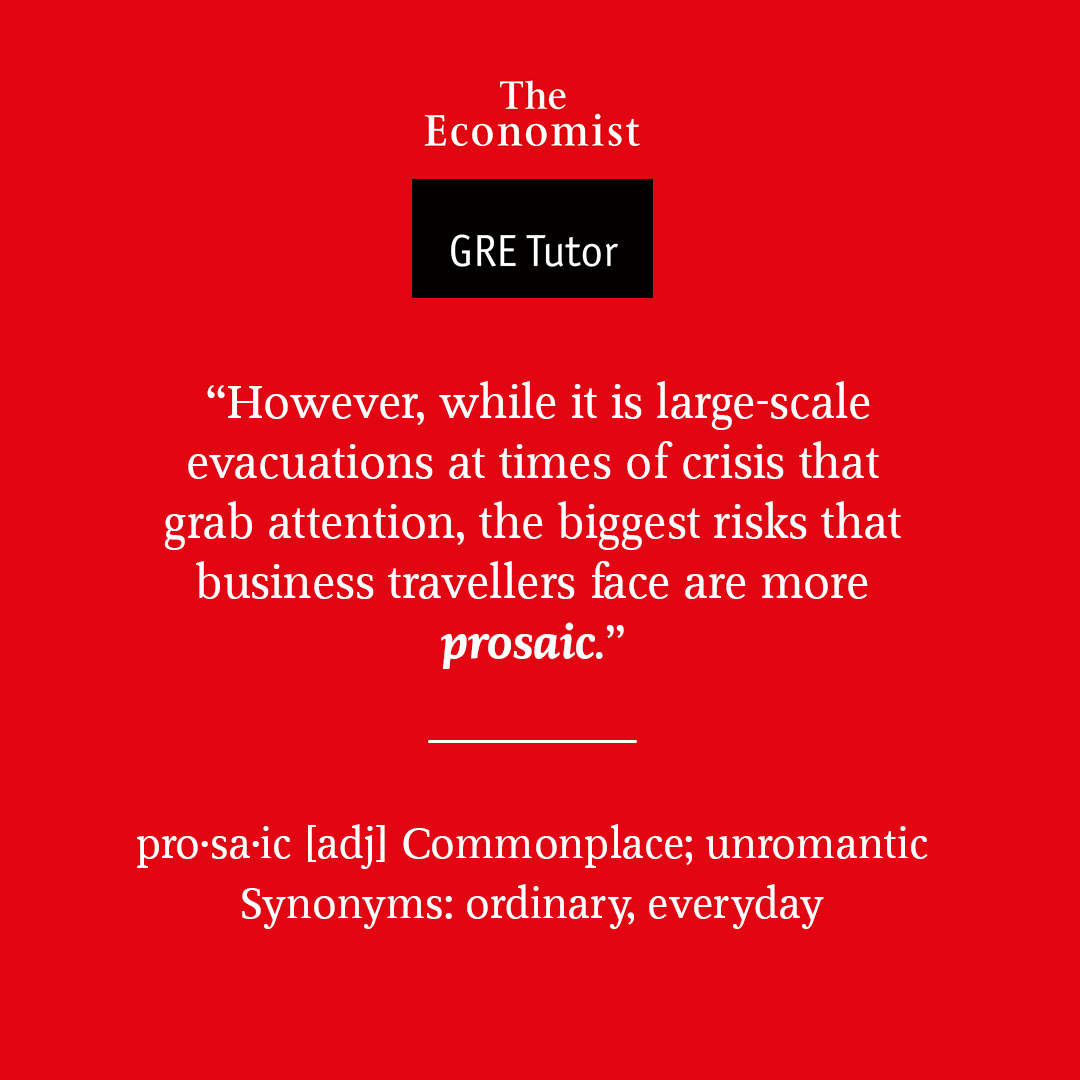 The
Economist
GRE Tutor
“However, while it is large-scale
evacuations at times of crisis that
grab attention, the biggest risks that
business travellers face are more
prosaic.”
pro·sa·ic [adj] Commonplace; unromantic
Synonyms: ordinary, everyday